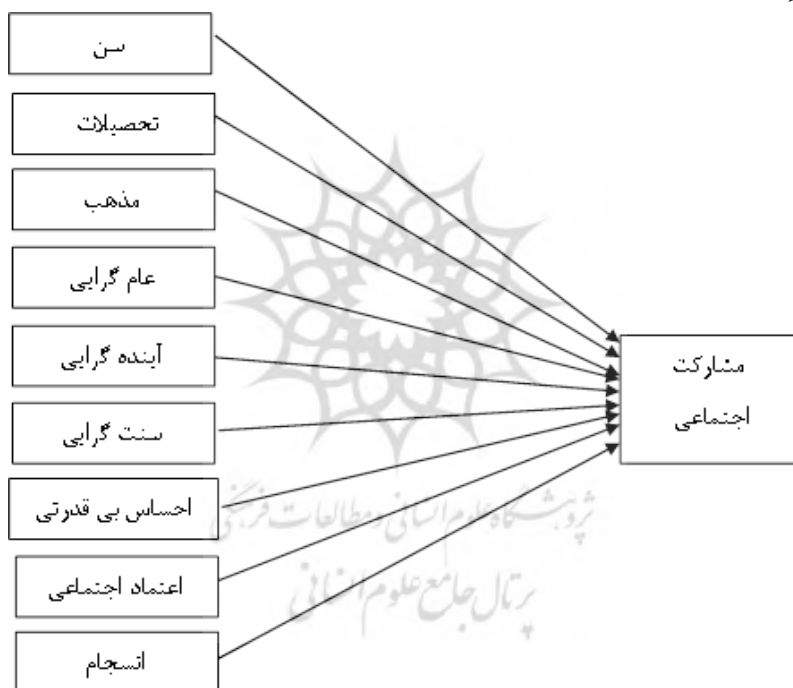 سن
تحصیلات
مذهب
عام گرایی
آینده گرایی
سنت گرایی
احساس بی قدرتی
اعتماد اجتماعی
انسجام
مشارکت
اجتماعی
پژوهشگاه علوم انسانی و مطالعات فرهنگی
پرتال جامع علوم انسانی